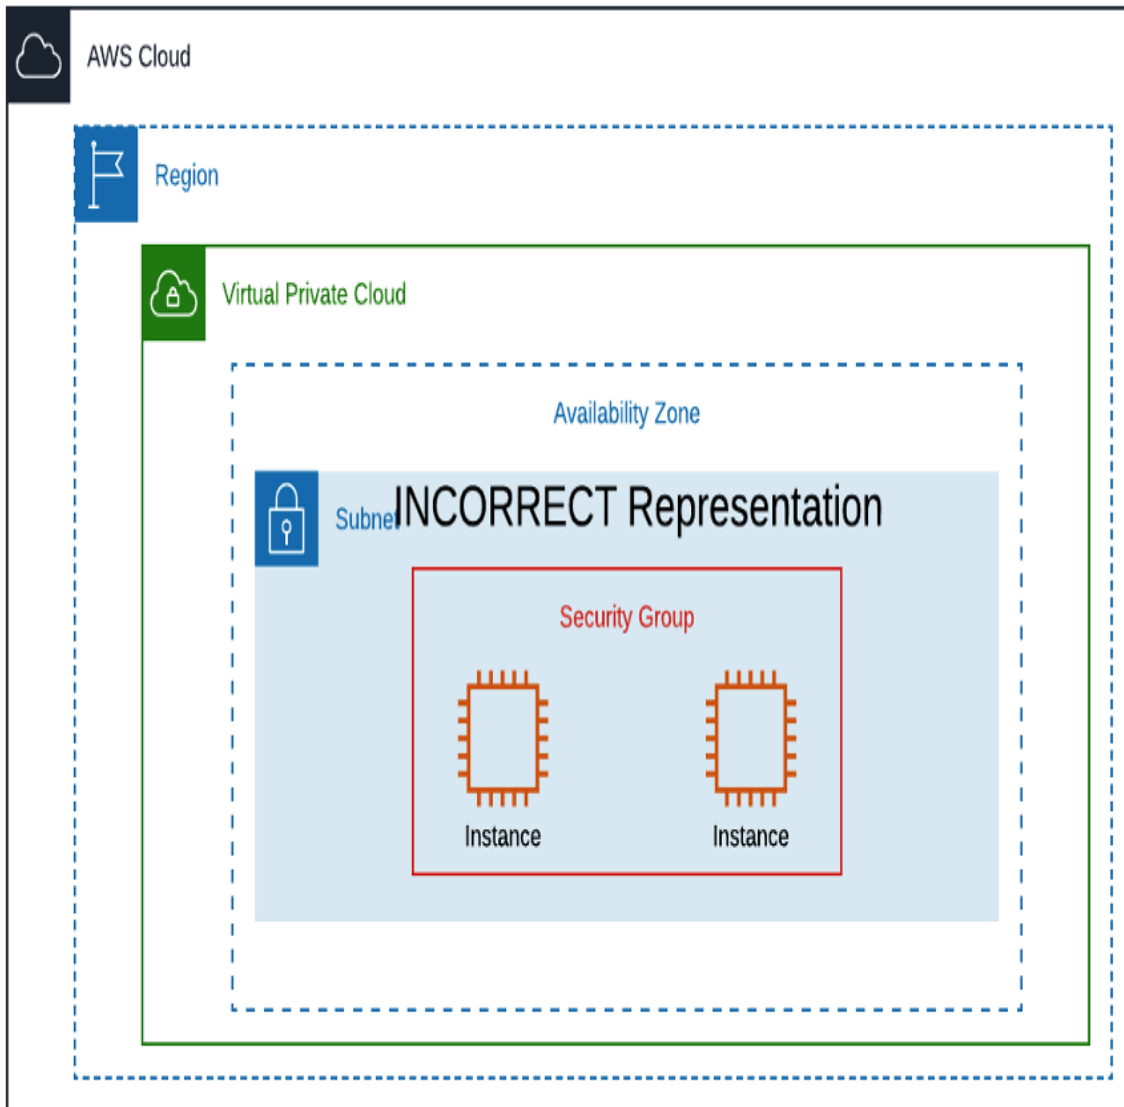 AWS Cloud
Region
Virtual Private Cloud
Availability Zone
Subnet
INCORRECT Representation
Security Group
Instance
Instance